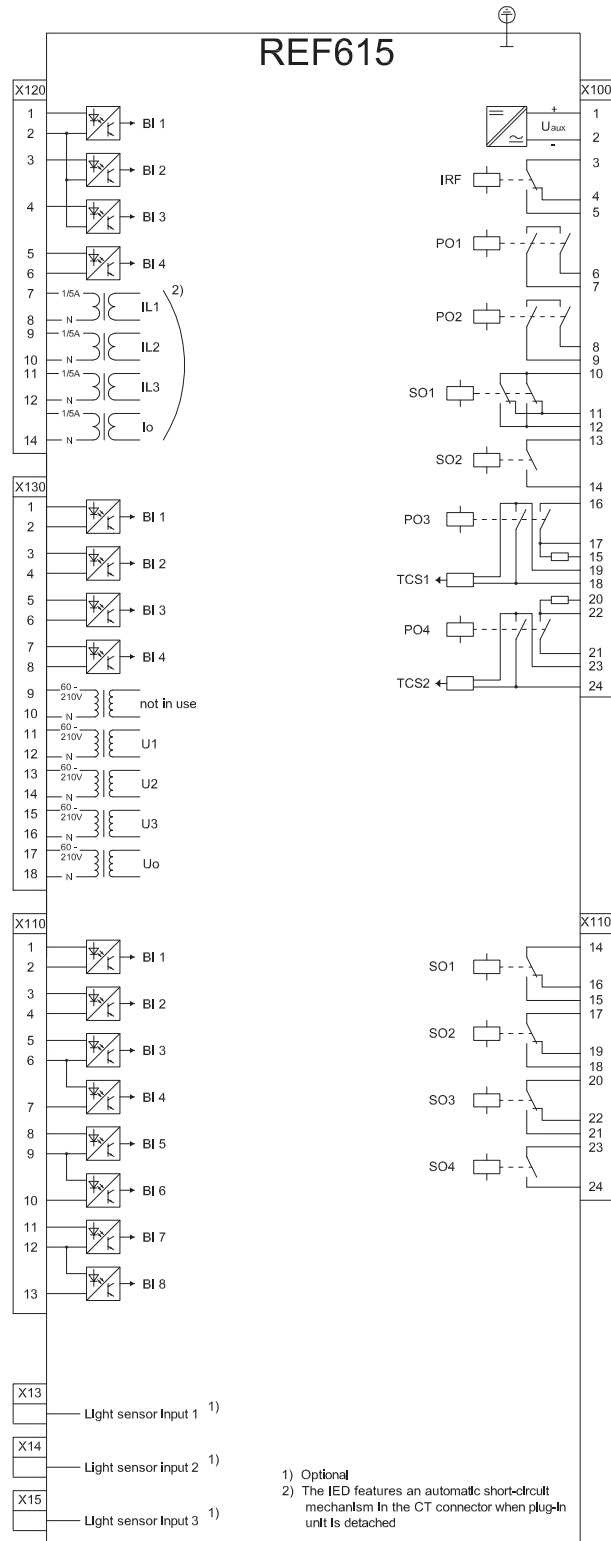 REF615
X120
1
2
BI 1
3
BI 2
4
BI 3
5
6
BI 4
7
1/5A
2)
IL1
8
N
9
1/5A
IL2
10
N
11
1/5A
IL3
12
N
1/5A
Io
14
N
X130
1
2
BI 1
3
4
BI 2
5
6
BI 3
7
8
BI 4
9
60 -
210V
not in use
10
N
11
60 -
210V
U1
12
N
13
60 -
210V
U2
14
N
15
60 -
210V
U3
16
N
17
60 -
210V
Uo
18
N
X110
1
2
BI 1
3
4
BI 2
5
6
BI 3
7
BI 4
8
9
BI 5
10
BI 6
11
12
BI 7
13
BI 8
X13
Light sensor input 1 1)
X14
Light sensor input 2 1)
X15
Light sensor input 3 1)
X100
+
Uaux
-
1
2
IRF
3
4
5
PO1
6
7
PO2
8
9
SO1
10
11
12
SO2
13
14
PO3
16
17
15
TCS1
19
18
20
22
PO4
21
23
TCS2
24
X110
14
SO1
16
15
17
SO2
19
18
20
SO3
22
21
23
SO4
24
1) Optional
2) The IED features an automatic short-circuit
mechanism in the CT connector when plug-in
unit is detached